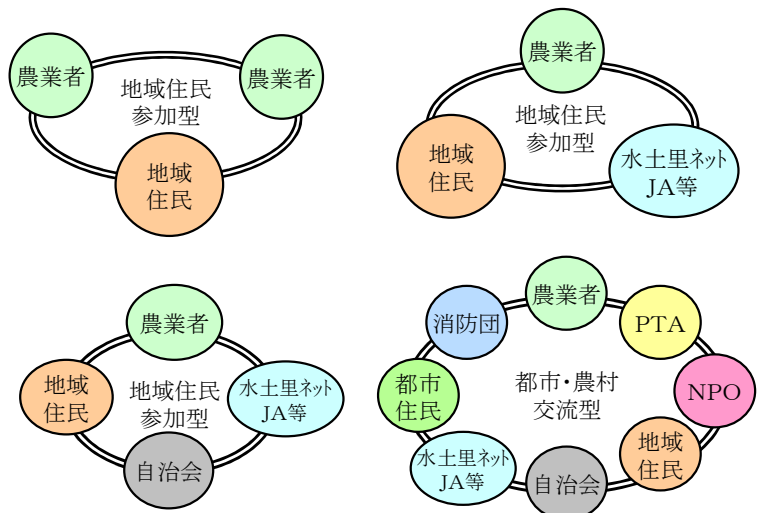 農業者
農業者
地域住民
参加型
地域
住民
農業者
地域住民
参加型
地域
住民
水土里ネット
JA等
農業者
地域
住民
地域住民
参加型
水土里ネット
JA等
自治会
農業者
消防団
PTA
都市
住民
都市・農村
交流型
NPO
地域
住民
水土里ネット
JA等
自治会